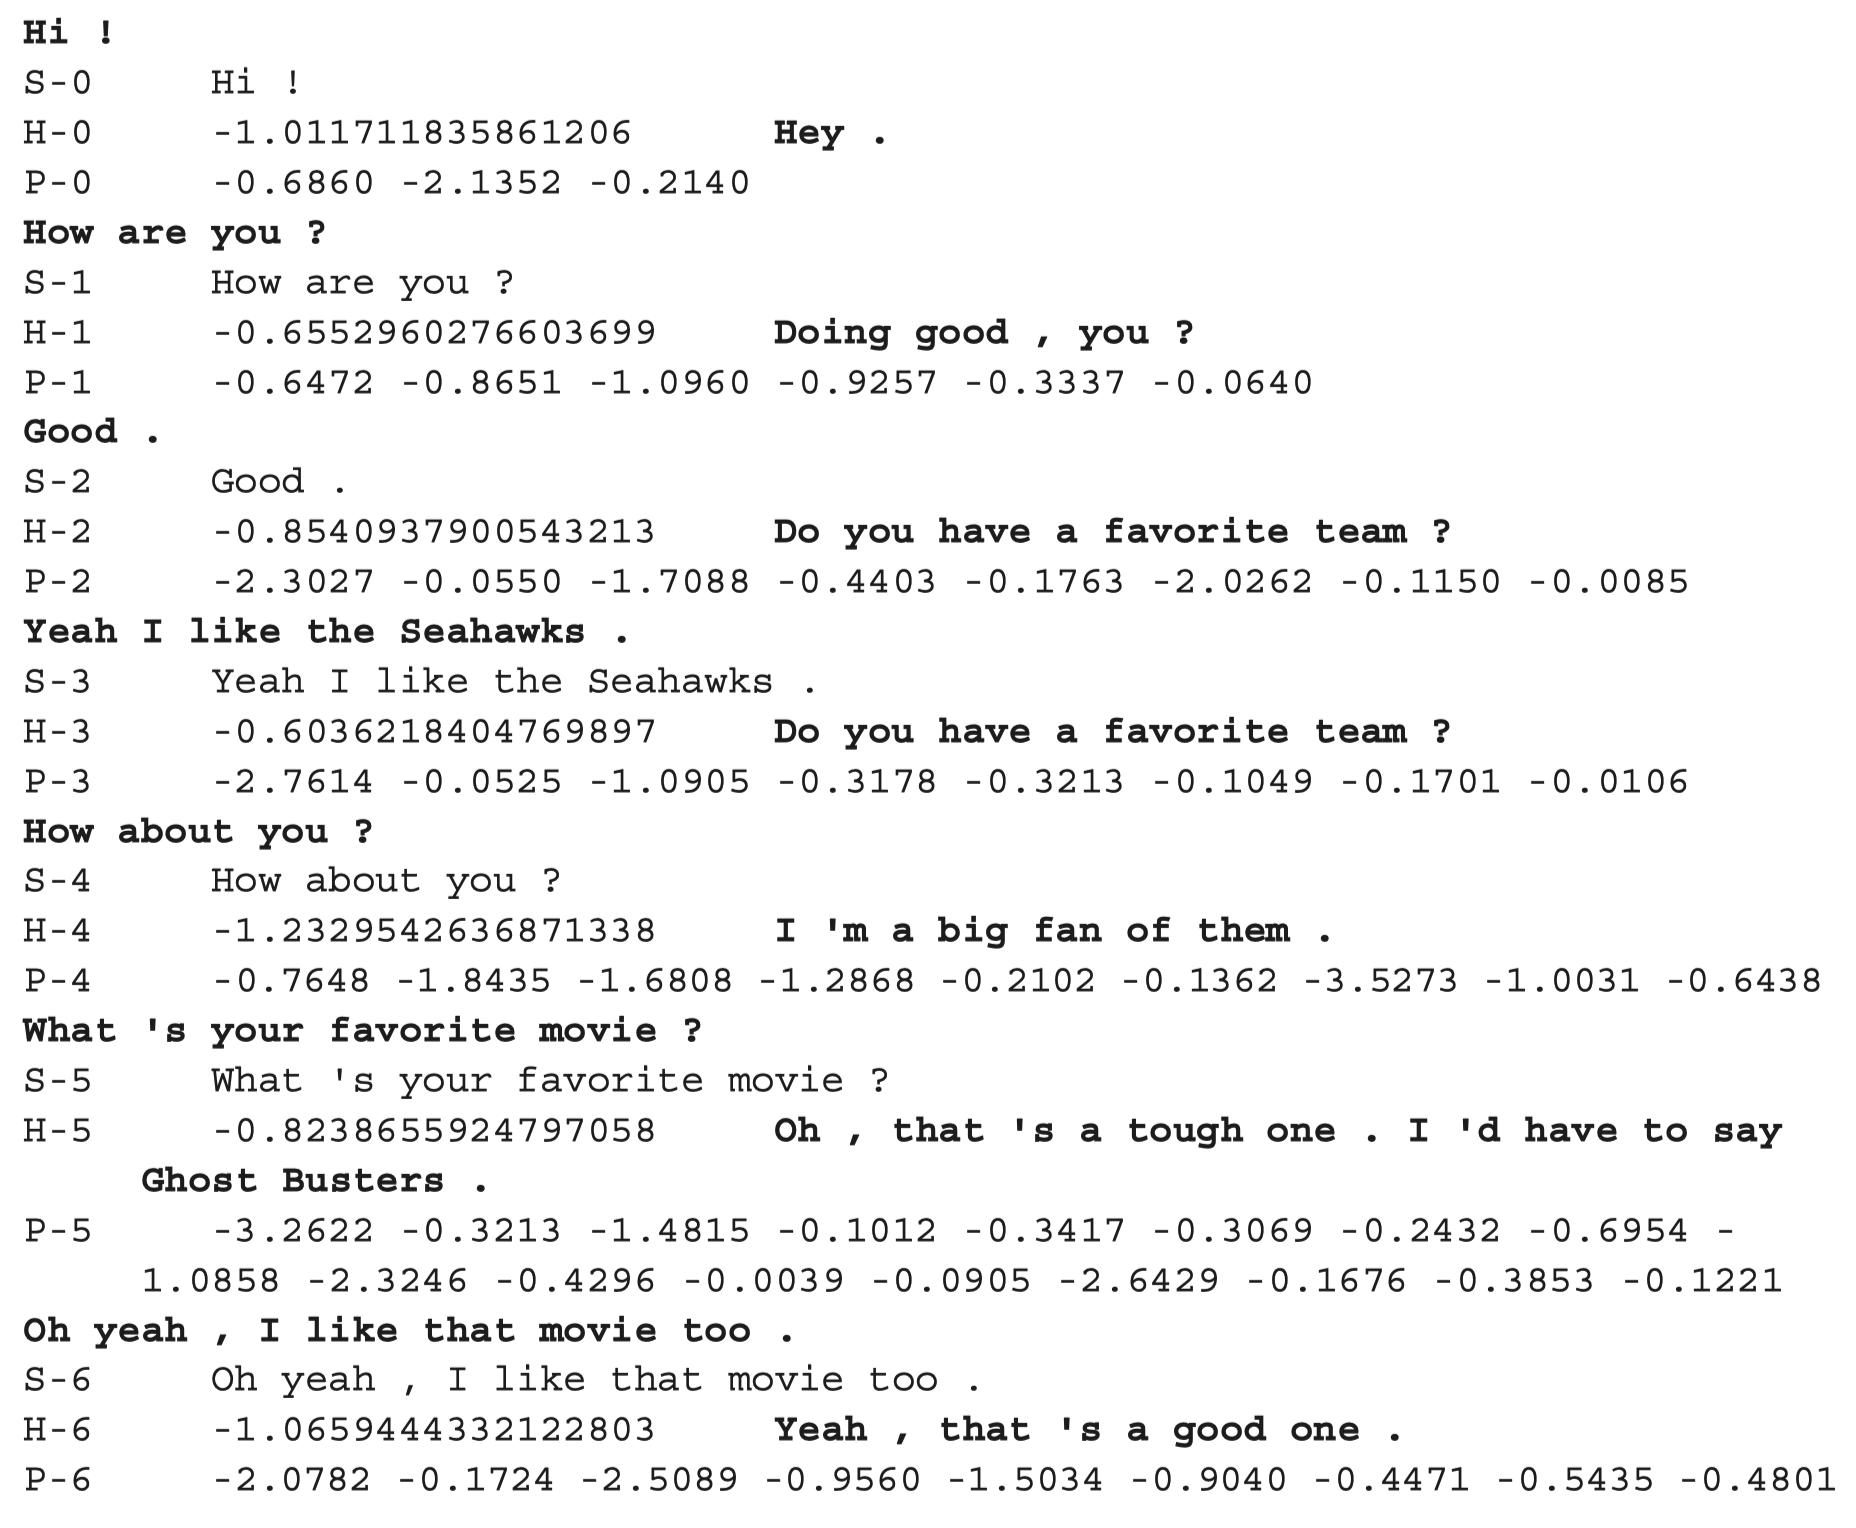 Hi !
S-0 Hi !
H-0 -1.011711835861206 Hey .
P-0 -0.6860 -2.1352 -0.2140
How are you ?
S-1 How are you ?
H-1 -0.6552960276603699 Doing good , you ?
P-1 -0.6472 -0.8651 -1.0960 -0.9257 -0.3337 -0.0640
Good .
S-2 Good .
H-2 -0.8540937900543213 Do you have a favorite team ?
P-2 -2.3027 -0.0550 -1.7088 -0.4403 -0.1763 -2.0262 -0.1150 -0.0085
Yeah I like the Seahawks .
S-3 Yeah I like the Seahawks .
H-3 -0.6036218404769897 Do you have a favorite team ?
P-3 -2.7614 -0.0525 -1.0905 -0.3178 -0.3213 -0.1049 -0.1701 -0.0106
How about you ?
S-4 How about you ?
H-4 -1.2329542636871338 I 'm a big fan of them .
P-4 -0.7648 -1.8435 -1.6808 -1.2868 -0.2102 -0.1362 -3.5273 -1.0031 -0.6438
What 's your favorite movie ?
S-5 What 's your favorite movie ?
H-5 -0.8238655924797058 Oh , that 's a tough one . I 'd have to say
Ghost Busters .
P-5 -3.2622 -0.3213 -1.4815 -0.1012 -0.3417 -0.3069 -0.2432 -0.6954 -
1.0858 -2.3246 -0.4296 -0.0039 -0.0905 -2.6429 -0.1676 -0.3853 -0.1221
Oh yeah , I like that movie too .
S-6 Oh yeah , I like that movie too .
H-6 -1.0659444332122803 Yeah , that 's a good one .
P-6 -2.0782 -0.1724 -2.5089 -0.9560 -1.5034 -0.9040 -0.4471 -0.5435 -0.4801